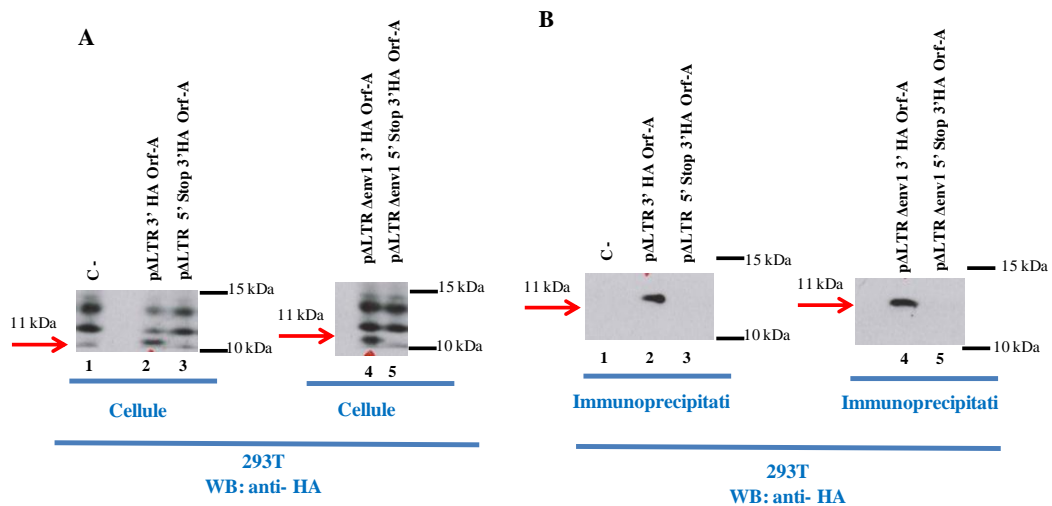 A
C -
pΔLTR 3' HA Orf-A
pΔLTR 5' Stop 3'HA Orf-A
pΔLTR Δenv1 3' HA Orf-A
pΔLTR Δenv1 5' Stop 3'HA Orf-A
15 kDa
11 kDa
10 kDa
15 kDa
11 kDa
10 kDa
1 2 3
4 5
Cellule
Cellule
293T
WB: anti- HA
B
C -
pΔLTR 3' HA Orf-A
pΔLTR 5' Stop 3'HA Orf-A
pΔLTR Δenv1 3' HA Orf-A
pΔLTR Δenv1 5' Stop 3'HA Orf-A
15 kDa
11 kDa
10 kDa
15 kDa
11 kDa
10 kDa
1 2 3
4 5
Immunoprecipitati
Immunoprecipitati
293T
WB: anti- HA